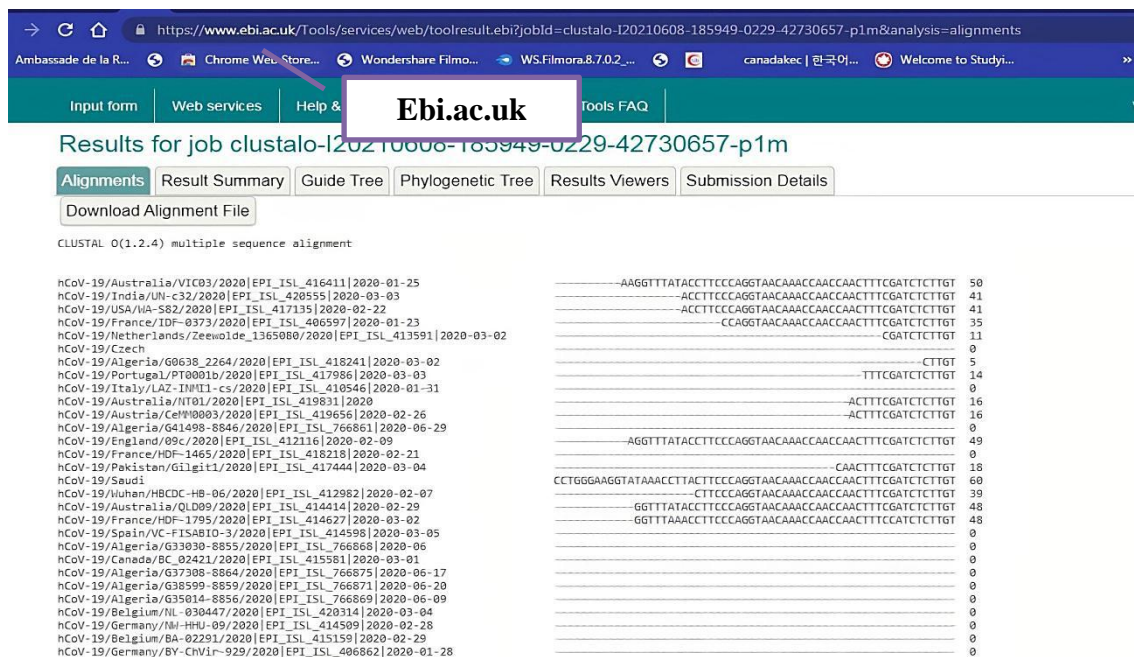 https://www.ebi.ac.uk/Tools/services/web/toolresult.ebi?jobId=clustalo-I20210608-185949-0229-42730657-p1m&analysis=alignments
Ambassade de la R... Chrome Web Store... Wondershare Filmo... WS.Filmora.8.7.0.2_... canadakec | 한국어... Welcome to Studyi... »
Input form Web services Help & Tools FAQ
Ebi.ac.uk
Results for job clustalo-I20210608-185949-0229-42730657-p1m
Alignments Result Summary Guide Tree Phylogenetic Tree Results Viewers Submission Details
Download Alignment File
CLUSTAL O(1.2.4) multiple sequence alignment
hCoV-19/Australia/VIC03/2020|EPI_ISL_416411|2020-01-25 ----------AAGGTTTATACCTTCCCAGGTAACAAACCAACCAACTTTCGATCTCTTGT 50
hCoV-19/India/UN-c32/2020|EPI_ISL_420555|2020-03-03 -------------------ACCTTCCCAGGTAACAAACCAACCAACTTTCGATCTCTTGT 41
hCoV-19/USA/WA-S82/2020|EPI_ISL_417135|2020-02-22 -------------------ACCTTCCCAGGTAACAAACCAACCAACTTTCGATCTCTTGT 41
hCoV-19/France/IDF-0373/2020|EPI_ISL_406597|2020-01-23 -------------------------CCAGGTAACAAACCAACCAACTTTCGATCTCTTGT 35
hCoV-19/Netherlands/Zeewolde_1365080/2020|EPI_ISL_413591|2020-03-02 -------------------------------------------------CGATCTCTTGT 11
hCoV-19/Czech ------------------------------------------------------------ 0
hCoV-19/Algeria/G0638_2264/2020|EPI_ISL_418241|2020-03-02 -------------------------------------------------------CTTGT 5
hCoV-19/Portugal/PT0001b/2020|EPI_ISL_417986|2020-03-03 ----------------------------------------------TTTCGATCTCTTGT 14
hCoV-19/Italy/LAZ-INMI1-cs/2020|EPI_ISL_410546|2020-01-31 ------------------------------------------------------------ 0
hCoV-19/Australia/NT01/2020|EPI_ISL_419831|2020 --------------------------------------------ACTTTCGATCTCTTGT 16
hCoV-19/Austria/CeMM0003/2020|EPI_ISL_419656|2020-02-26 --------------------------------------------ACTTTCGATCTCTTGT 16
hCoV-19/Algeria/G41498-8846/2020|EPI_ISL_766861|2020-06-29 ------------------------------------------------------------ 0
hCoV-19/England/09c/2020|EPI_ISL_412116|2020-02-09 -----------AGGTTTATACCTTCCCAGGTAACAAACCAACCAACTTTCGATCTCTTGT 49
hCoV-19/France/HDF-1465/2020|EPI_ISL_418218|2020-02-21 ------------------------------------------------------------ 0
hCoV-19/Pakistan/Gilgit1/2020|EPI_ISL_417444|2020-03-04 ------------------------------------------CAACTTTCGATCTCTTGT 18
hCoV-19/Saudi CCTGGGAAGGTATAAACCTTACTTCCCAGGTAACAAACCAACCAACTTTCGATCTCTTGT 60
hCoV-19/Wuhan/HBCDC-HB-06/2020|EPI_ISL_412982|2020-02-07 ---------------------CTTCCCAGGTAACAAACCAACCAACTTTCGATCTCTTGT 39
hCoV-19/Australia/QLD09/2020|EPI_ISL_414414|2020-02-29 ------------GGTTTATACCTTCCCAGGTAACAAACCAACCAACTTTCGATCTCTTGT 48
hCoV-19/France/HDF-1795/2020|EPI_ISL_414627|2020-03-02 ------------GGTTTAAACCTTCCCAGGTAACAAACCAACCAACTTTCCATCTCTTGT 48
hCoV-19/Spain/VC-FISABIO-3/2020|EPI_ISL_414598|2020-03-05 ------------------------------------------------------------ 0
hCoV-19/Algeria/G33030-8855/2020|EPI_ISL_766868|2020-06 ------------------------------------------------------------ 0
hCoV-19/Canada/BC_02421/2020|EPI_ISL_415581|2020-03-01 ------------------------------------------------------------ 0
hCoV-19/Algeria/G37308-8864/2020|EPI_ISL_766875|2020-06-17 ------------------------------------------------------------ 0
hCoV-19/Algeria/G38599-8859/2020|EPI_ISL_766871|2020-06-20 ------------------------------------------------------------ 0
hCoV-19/Algeria/G35014-8856/2020|EPI_ISL_766869|2020-06-09 ------------------------------------------------------------ 0
hCoV-19/Belgium/NL-030447/2020|EPI_ISL_420314|2020-03-04 ------------------------------------------------------------ 0
hCoV-19/Germany/NW-HHU-09/2020|EPI_ISL_414509|2020-02-28 ------------------------------------------------------------ 0
hCoV-19/Belgium/BA-02291/2020|EPI_ISL_415159|2020-02-29 ------------------------------------------------------------ 0
hCoV-19/Germany/BY-ChVir-929/2020|EPI_ISL_406862|2020-01-28 ------------------------------------------------------------ 0